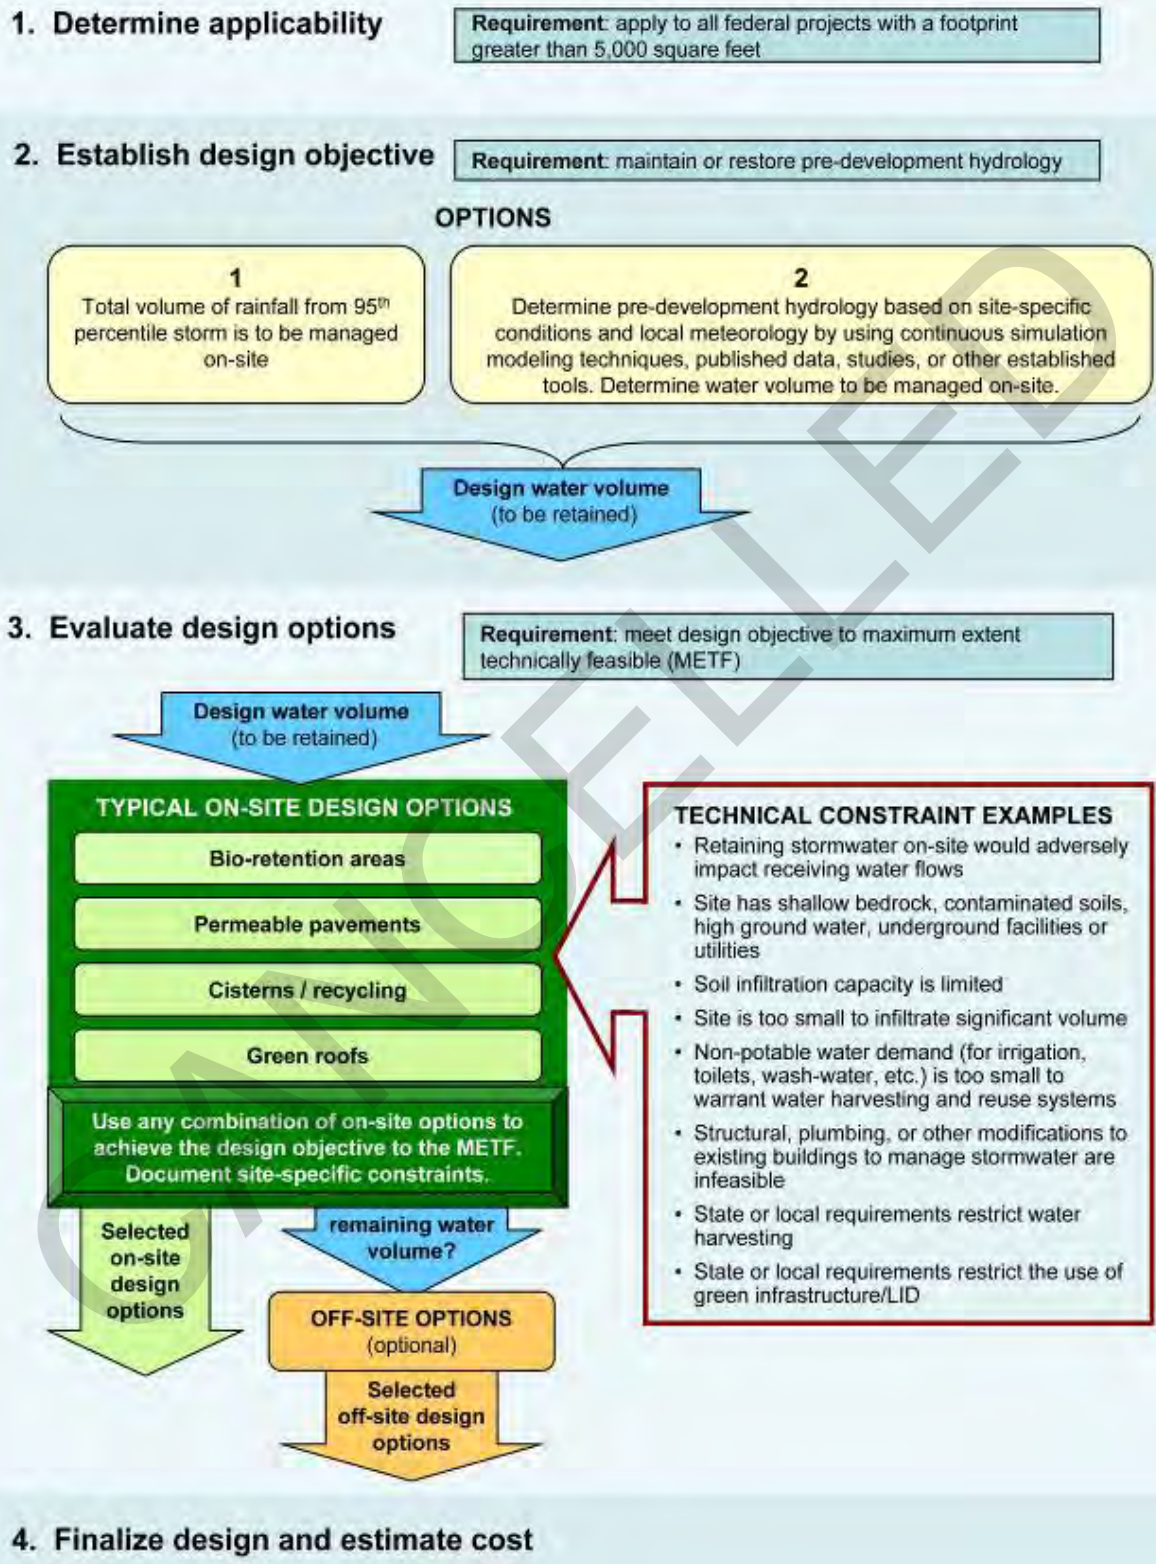 1. Determine applicability
Requirement: apply to all federal projects with a footprint
greater than 5,000 square feet
2. Establish design objective
Requirement: maintain or restore pre-development hydrology
OPTIONS
1
Total volume of rainfall from 95th
percentile storm is to be managed
on-site
2
Determine pre-development hydrology based on site-specific
conditions and local meteorology by using continuous simulation
modeling techniques, published data, studies, or other established
tools. Determine water volume to be managed on-site.
Design water volume
(to be retained)
3. Evaluate design options
Requirement: meet design objective to maximum extent
technically feasible (METF)
Design water volume
(to be retained)
TYPICAL ON-SITE DESIGN OPTIONS
Bio-retention areas
Permeable pavements
Cisterns / recycling
Green roofs
Use any combination of on-site options to
achieve the design objective to the METF.
Document site-specific constraints.
Selected
on-site
design
options
remaining water
volume?
OFF-SITE OPTIONS
(optional)
Selected
off-site design
options
TECHNICAL CONSTRAINT EXAMPLES
• Retaining stormwater on-site would adversely
impact receiving water flows
• Site has shallow bedrock, contaminated soils,
high ground water, underground facilities or
utilities
• Soil infiltration capacity is limited
• Site is too small to infiltrate significant volume
• Non-potable water demand (for irrigation,
toilets, wash-water, etc.) is too small to
warrant water harvesting and reuse systems
• Structural, plumbing, or other modifications to
existing buildings to manage stormwater are
infeasible
• State or local requirements restrict water
harvesting
• State or local requirements restrict the use of
green infrastructure/LID
4. Finalize design and estimate cost
CANCELLED